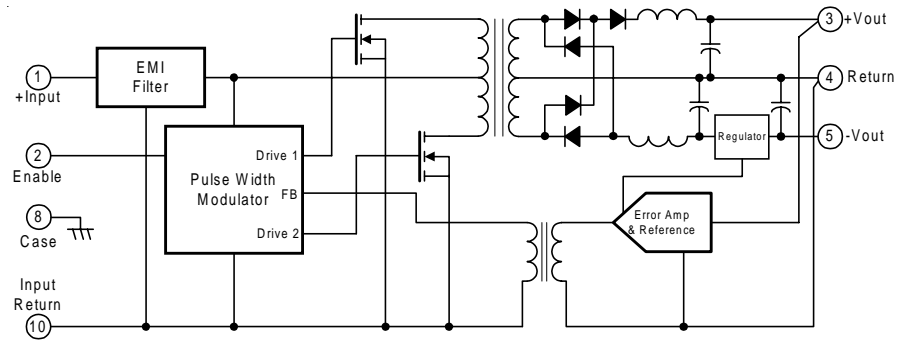 1
+Input
EMI
Filter
2
Enable
8
Case
Input
Return
10
Drive 1
Pulse Width
Modulator
FB
Drive 2
3
+Vout
4
Return
5
-Vout
Regulator
Error Amp
& Reference